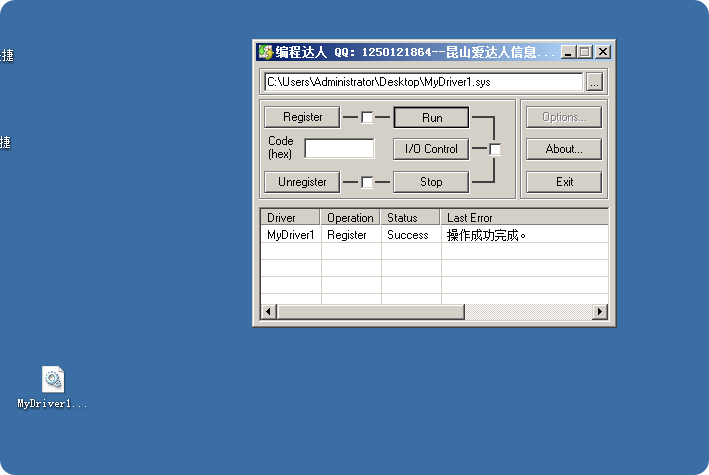 编程达人 QQ: 1250121864--昆山爱达人信息...
捷
C:\Users\Administrator\Desktop\MyDriver1.sys
...
Register
Run
Options...
捷
Code
(hex)
I/O Control
About...
Unregister
Stop
Exit
Driver Operation Status Last Error
MyDriver1 Register Success 操作成功完成。
MyDriver1...